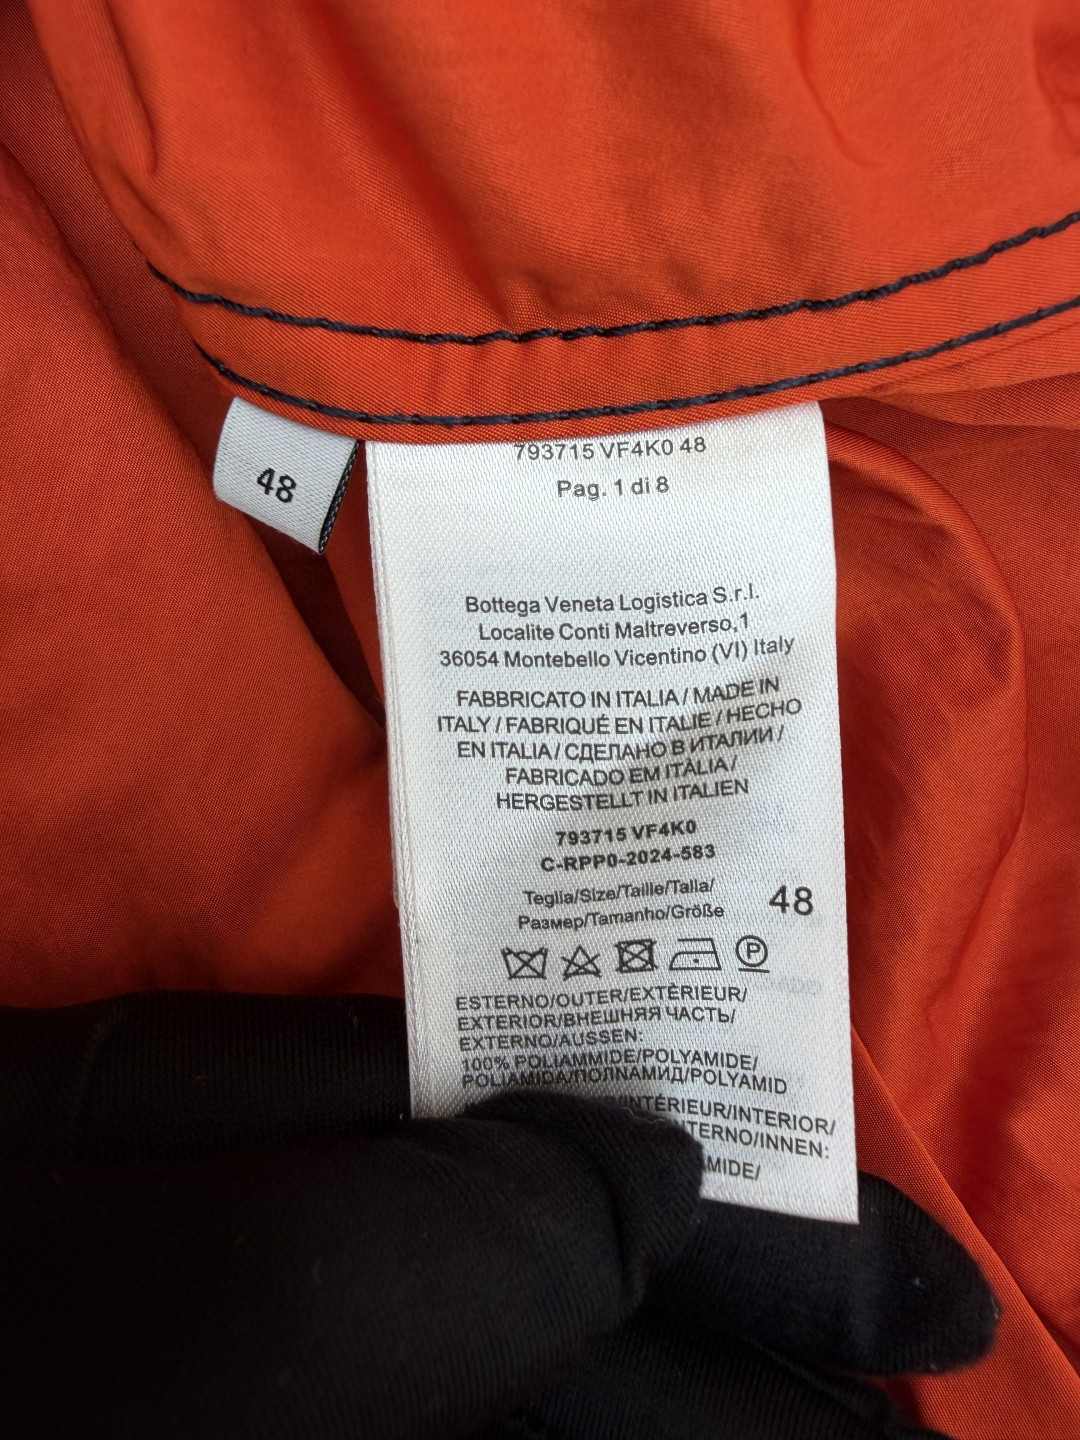 48
793715 VF4K0 48
Pag. 1 di 8
Bottega Veneta Logistica S.r.l.
Localite Conti Maltreverso,1
36054 Montebello Vicentino (VI) Italy
FABBRICATO IN ITALIA / MADE IN
ITALY / FABRIQUÉ EN ITALIE / HECHO
EN ITALIA / СДЕЛАНО В ИТАЛИИ /
FABRICADO EM ITÀLIA /
HERGESTELLT IN ITALIEN
793715 VF4K0
C-RPP0-2024-583
Teglia/Size/Taille/Talla/
Размер/Tamanho/Größe 48
P
ESTERNO/OUTER/EXTÉRIEUR/
EXTERIOR/ВНЕШНЯЯ ЧАСТЬ/
EXTERNO/AUSSEN:
100% POLIAMMIDE/POLYAMIDE/
POLIAMIDA/ПОЛНАМИД/POLYAMID
/INTÉRIEUR/INTERIOR/
TERNO/INNEN:
MIDE/